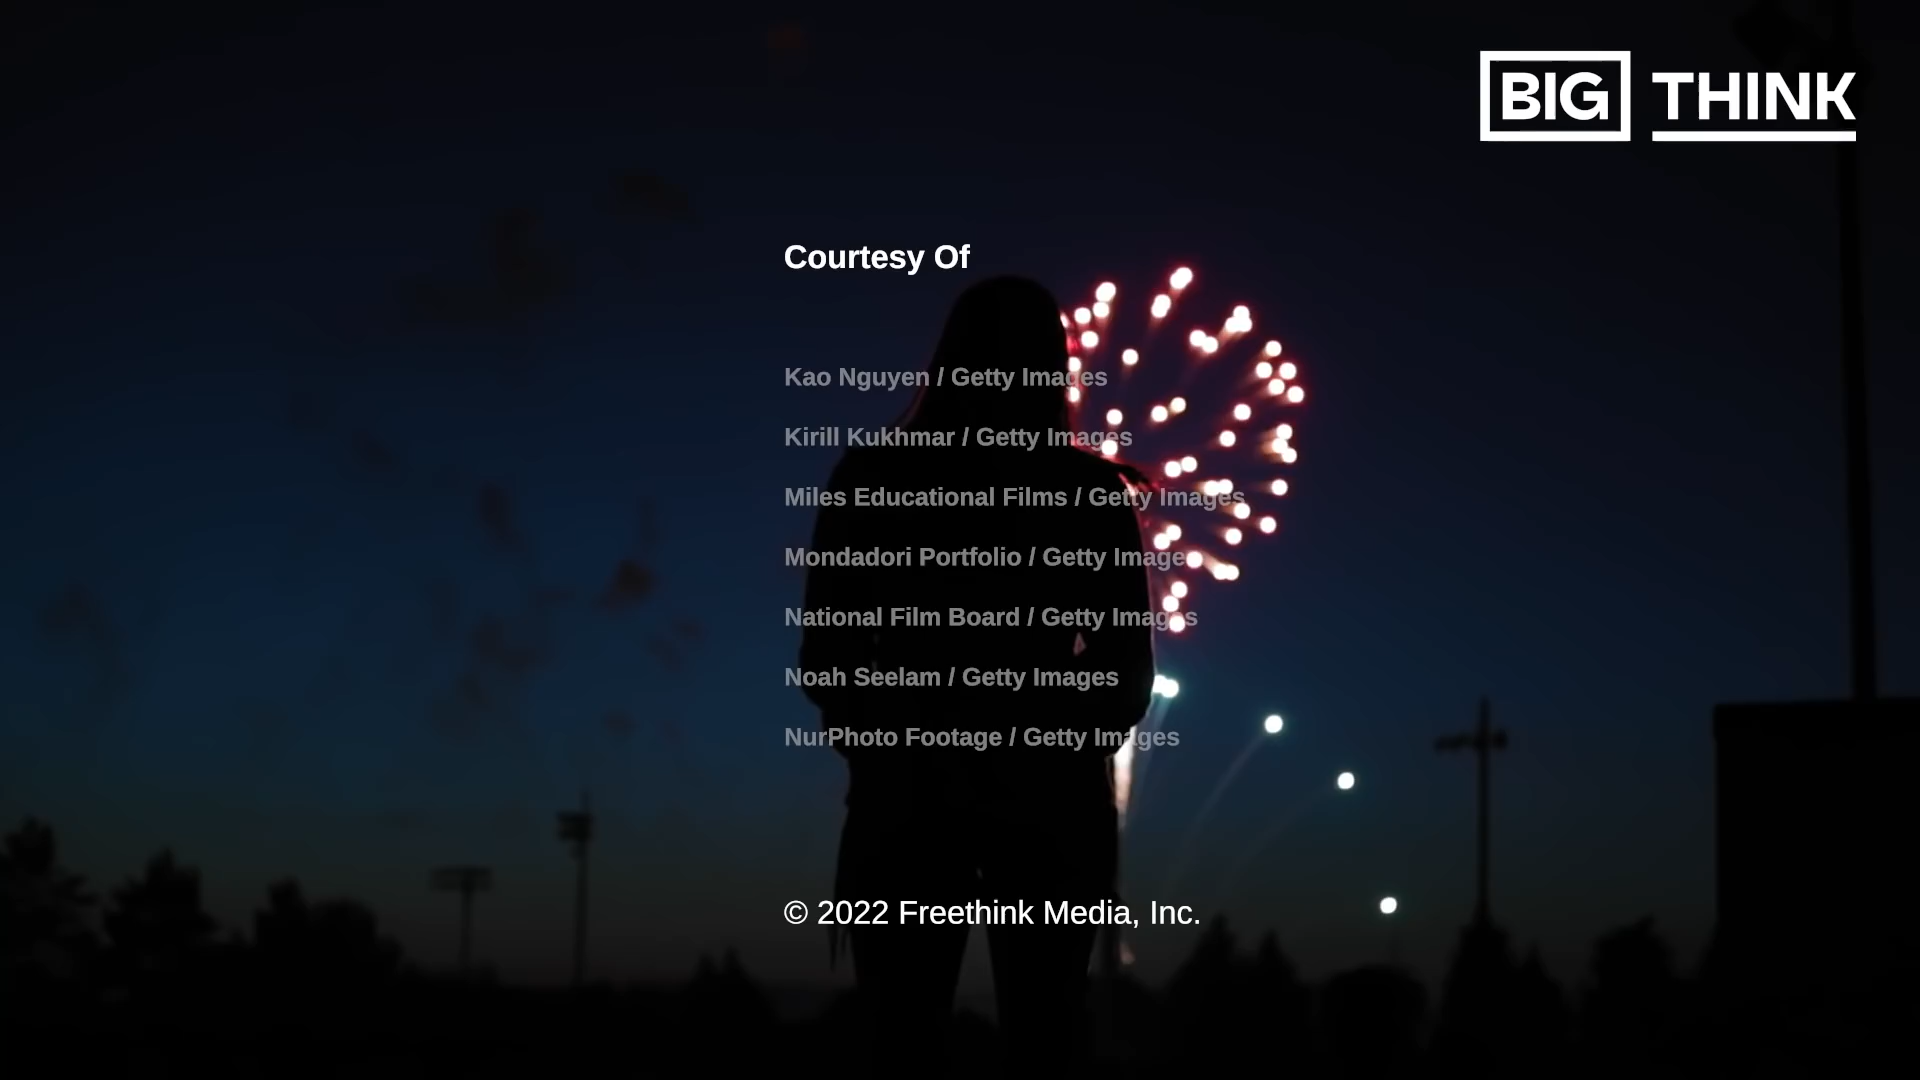 BIG THINK
Courtesy Of
Kao Nguyen / Getty Images
Kirill Kukhmar / Getty Images
Miles Educational Films / Getty Images
Mondadori Portfolio / Getty Images
National Film Board / Getty Images
Noah Seelam / Getty Images
NurPhoto Footage / Getty Images
© 2022 Freethink Media, Inc.